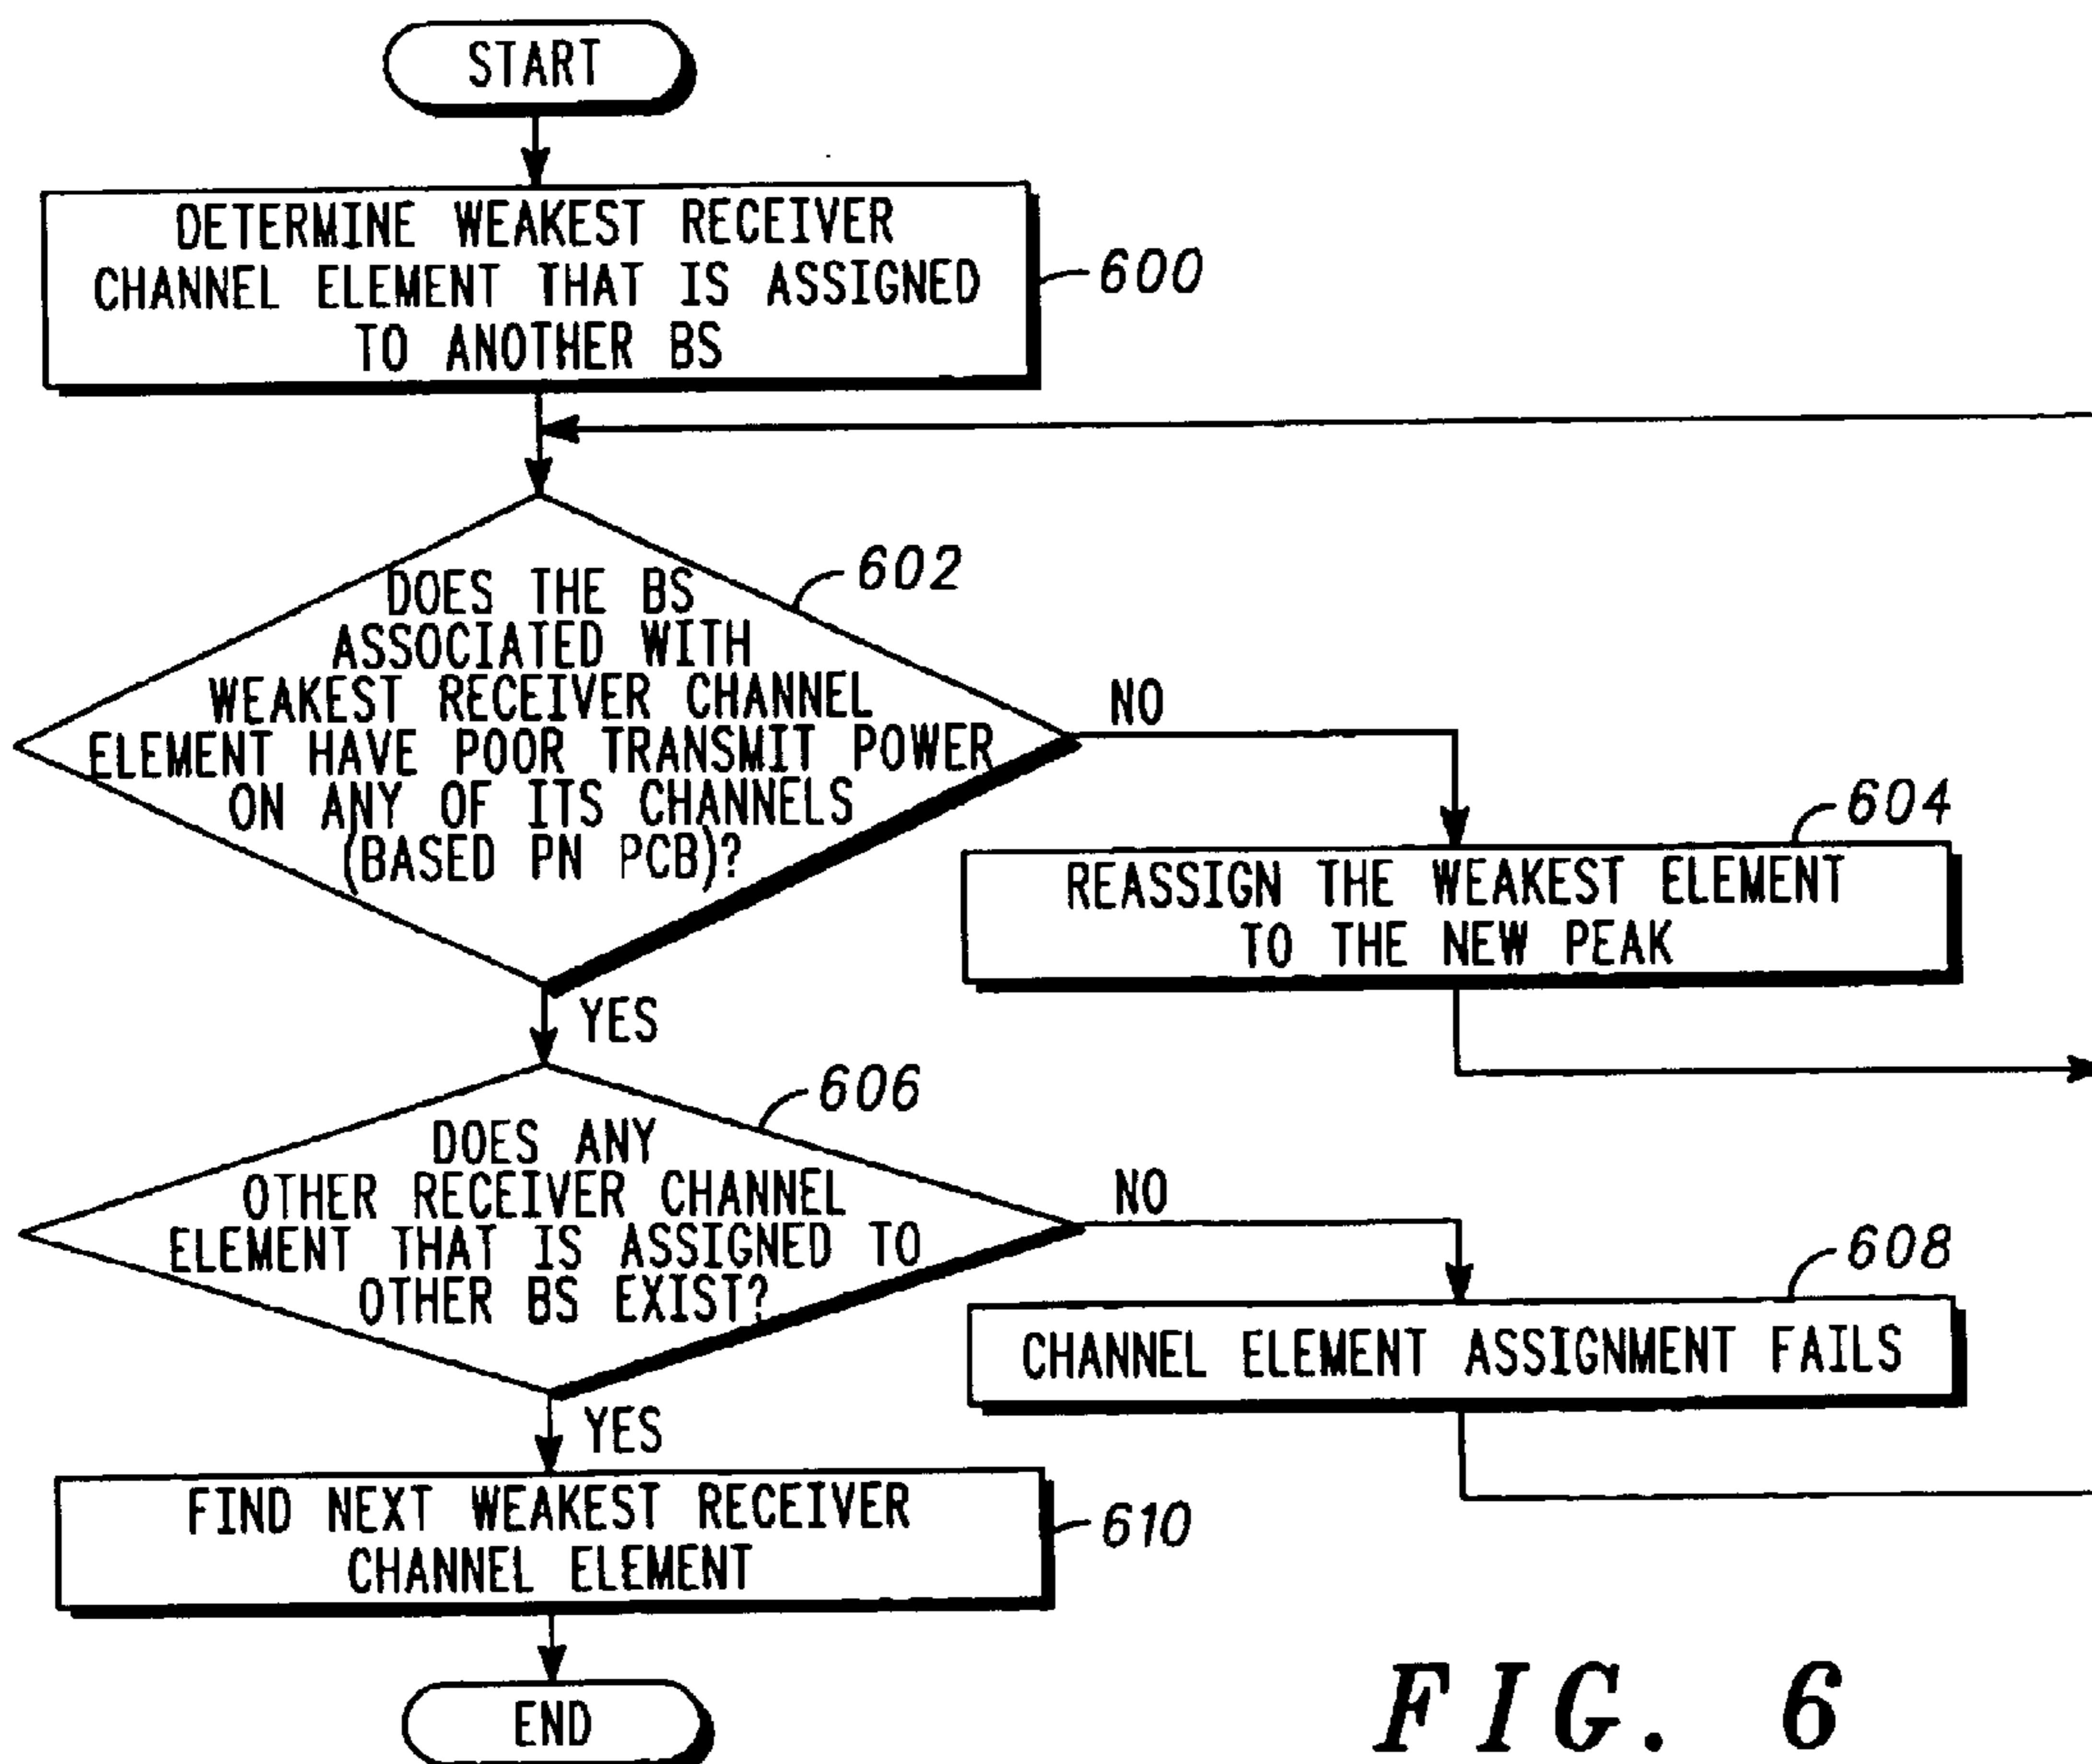 START
DETERMINE WEAKEST RECEIVER
CHANNEL ELEMENT THAT IS ASSIGNED
TO ANOTHER BS
600
DOES THE BS
ASSOCIATED WITH
WEAKEST RECEIVER CHANNEL
ELEMENT HAVE POOR TRANSMIT POWER
ON ANY OF ITS CHANNELS
(BASED PN PCB)?
602
NO
604
REASSIGN THE WEAKEST ELEMENT
TO THE NEW PEAK
YES
606
DOES ANY
OTHER RECEIVER CHANNEL
ELEMENT THAT IS ASSIGNED TO
OTHER BS EXIST?
NO
608
CHANNEL ELEMENT ASSIGNMENT FAILS
YES
FIND NEXT WEAKEST RECEIVER
CHANNEL ELEMENT
610
END
FIG. 6